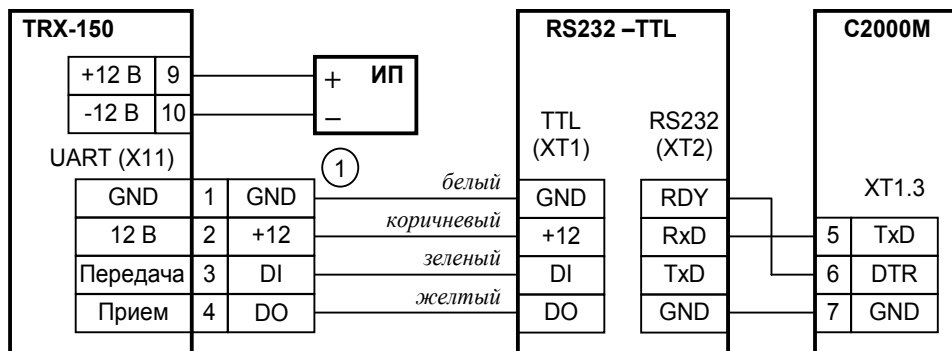 TRX-150
RS232 –TTL
C2000M
+12 В 9
-12 В 10
+ ИП
–
UART (X11)
1
TTL
(XT1)
RS232
(XT2)
XT1.3
GND 1 GND
белый
GND
RDY
12 В 2 +12
коричневый
+12
RxD
5 TxD
Передача 3 DI
зеленый
DI
TxD
6 DTR
Прием 4 DO
желтый
DO
GND
7 GND